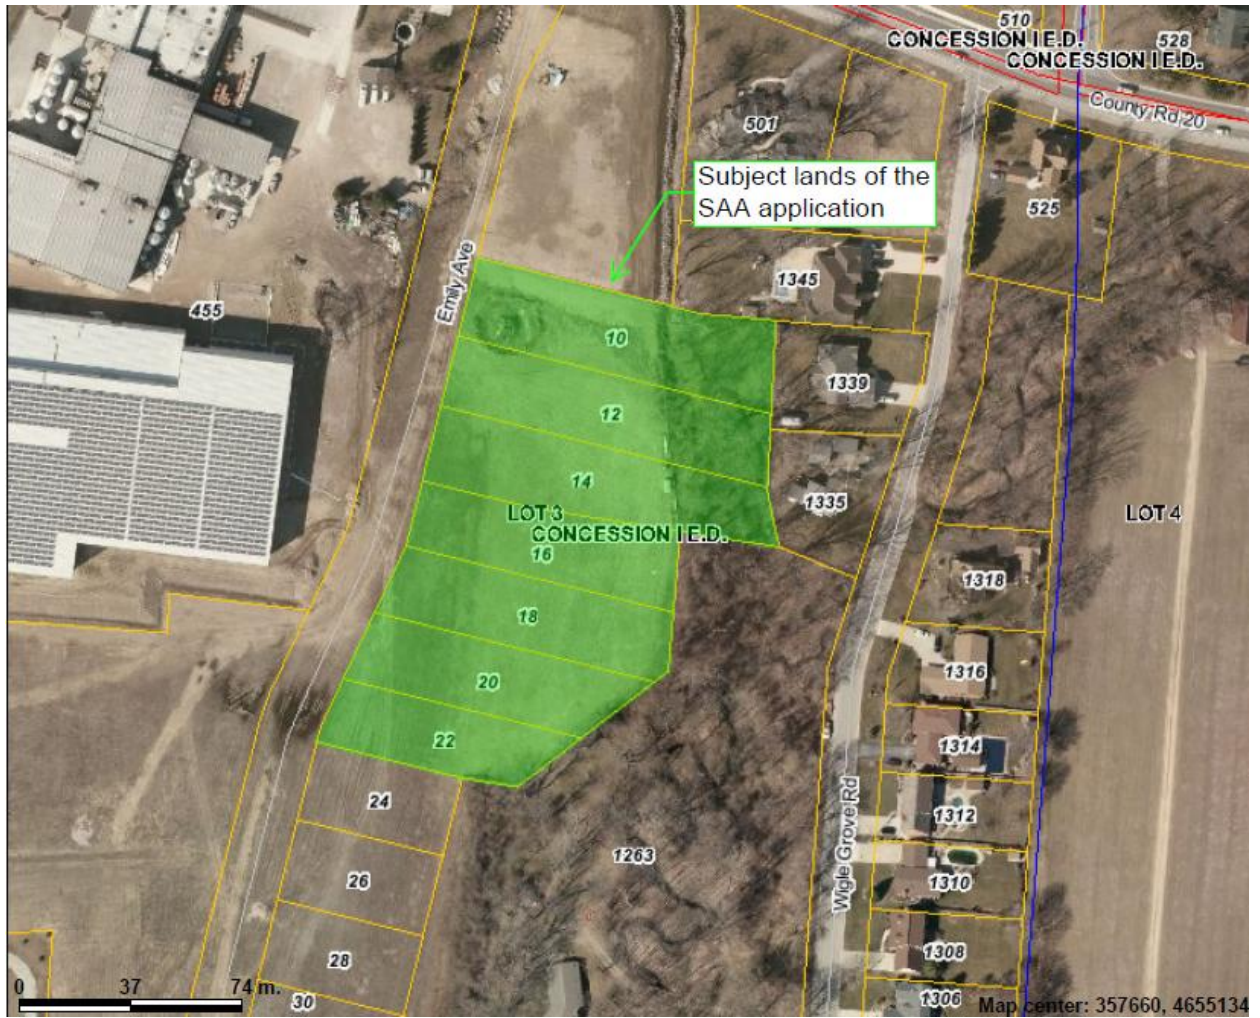 510
CONCESSION I E.D.
528
CONCESSION I E.D.
County Rd 20
501
Subject lands of the
SAA application
525
Emily Ave
1345
455
10
1339
12
14
1335
LOT 3
LOT 4
CONCESSION I E.D.
16
1318
18
1316
20
22
1314
24
1312
Wigle Grove Rd
1263
26
1310
28
1308
0 37 74 m.
30
1306
Map center: 357660, 4655134